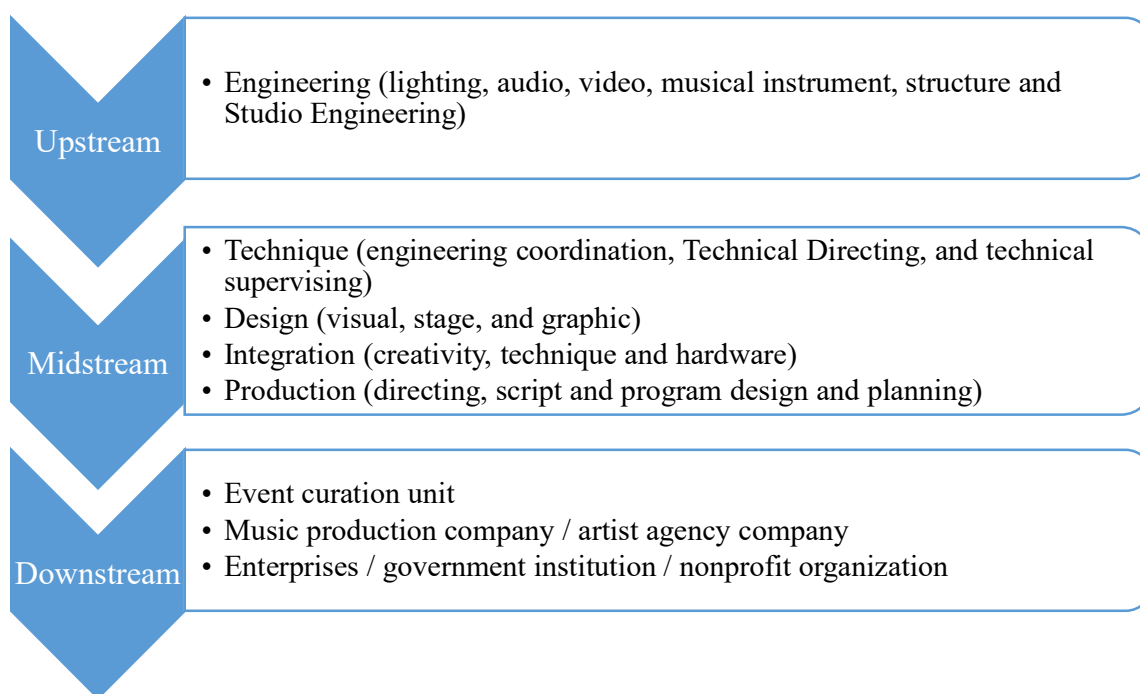 Upstream
• Engineering (lighting, audio, video, musical instrument, structure and
Studio Engineering)
Midstream
• Technique (engineering coordination, Technical Directing, and technical
supervising)
• Design (visual, stage, and graphic)
• Integration (creativity, technique and hardware)
• Production (directing, script and program design and planning)
Downstream
• Event curation unit
• Music production company / artist agency company
• Enterprises / government institution / nonprofit organization